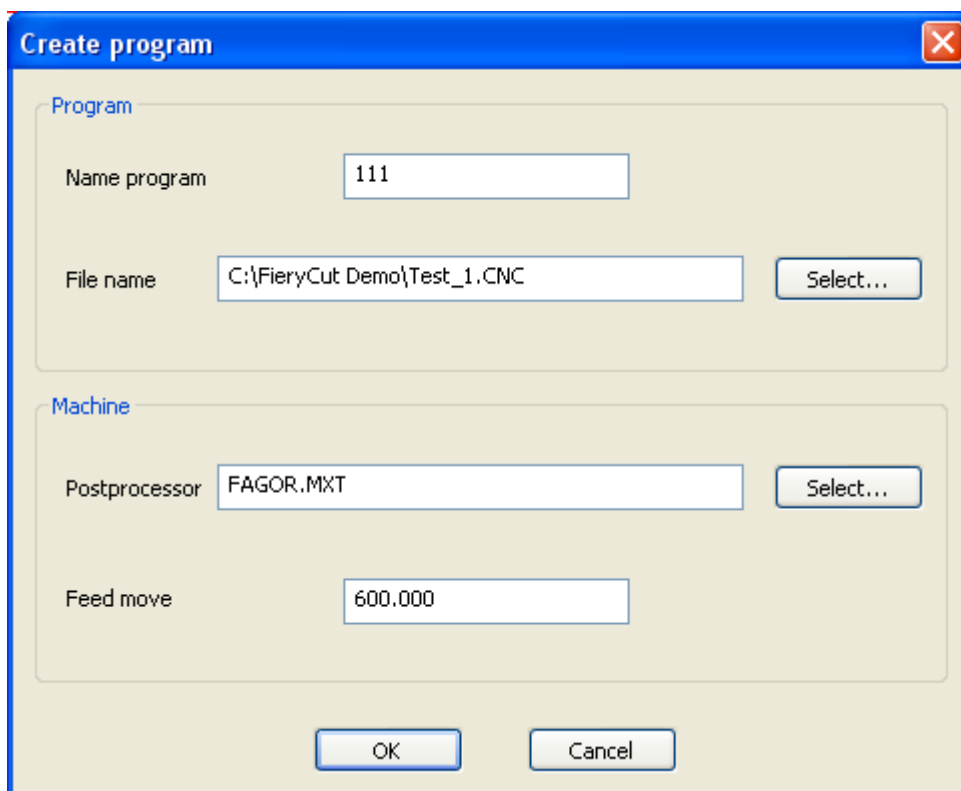 Create program
Program
Name program 111
File name C:\FieryCut Demo\Test_1.CNC Select...
Machine
Postprocessor FAGOR.MXT Select...
Feed move 600.000
OK Cancel